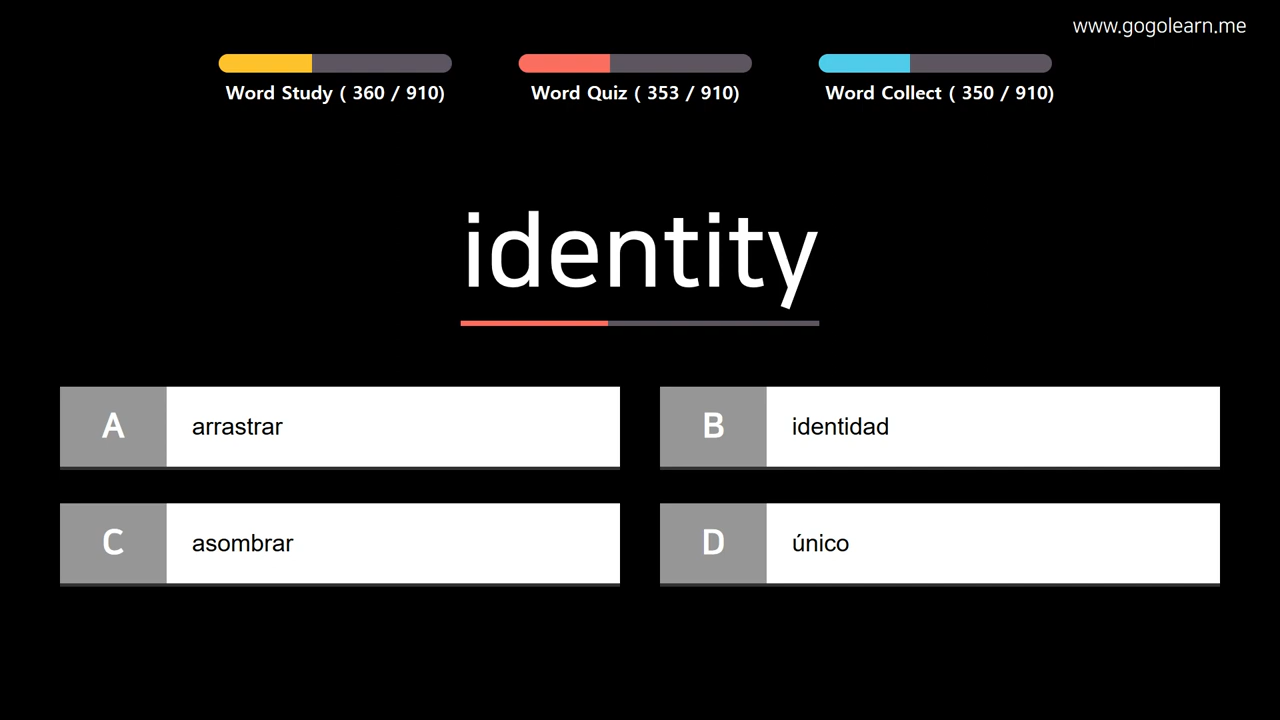 www.gogolearn.me
Word Study ( 360 / 910)
Word Quiz ( 353 / 910)
Word Collect ( 350 / 910)
identity
A arrastrar
B identidad
C asombrar
D único